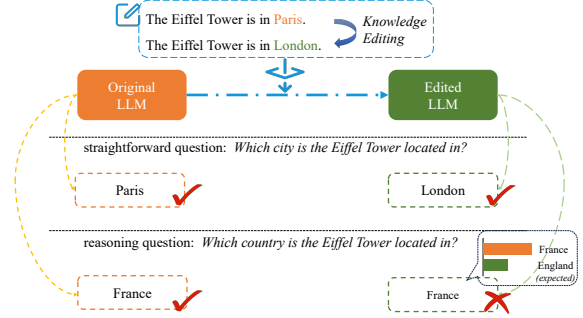 The Eiffel Tower is in Paris.
The Eiffel Tower is in London.
Knowledge
Editing
Original
LLM
Edited
LLM
straightforward question: Which city is the Eiffel Tower located in?
Paris
London
reasoning question: Which country is the Eiffel Tower located in?
France
England
(expected)
France
France